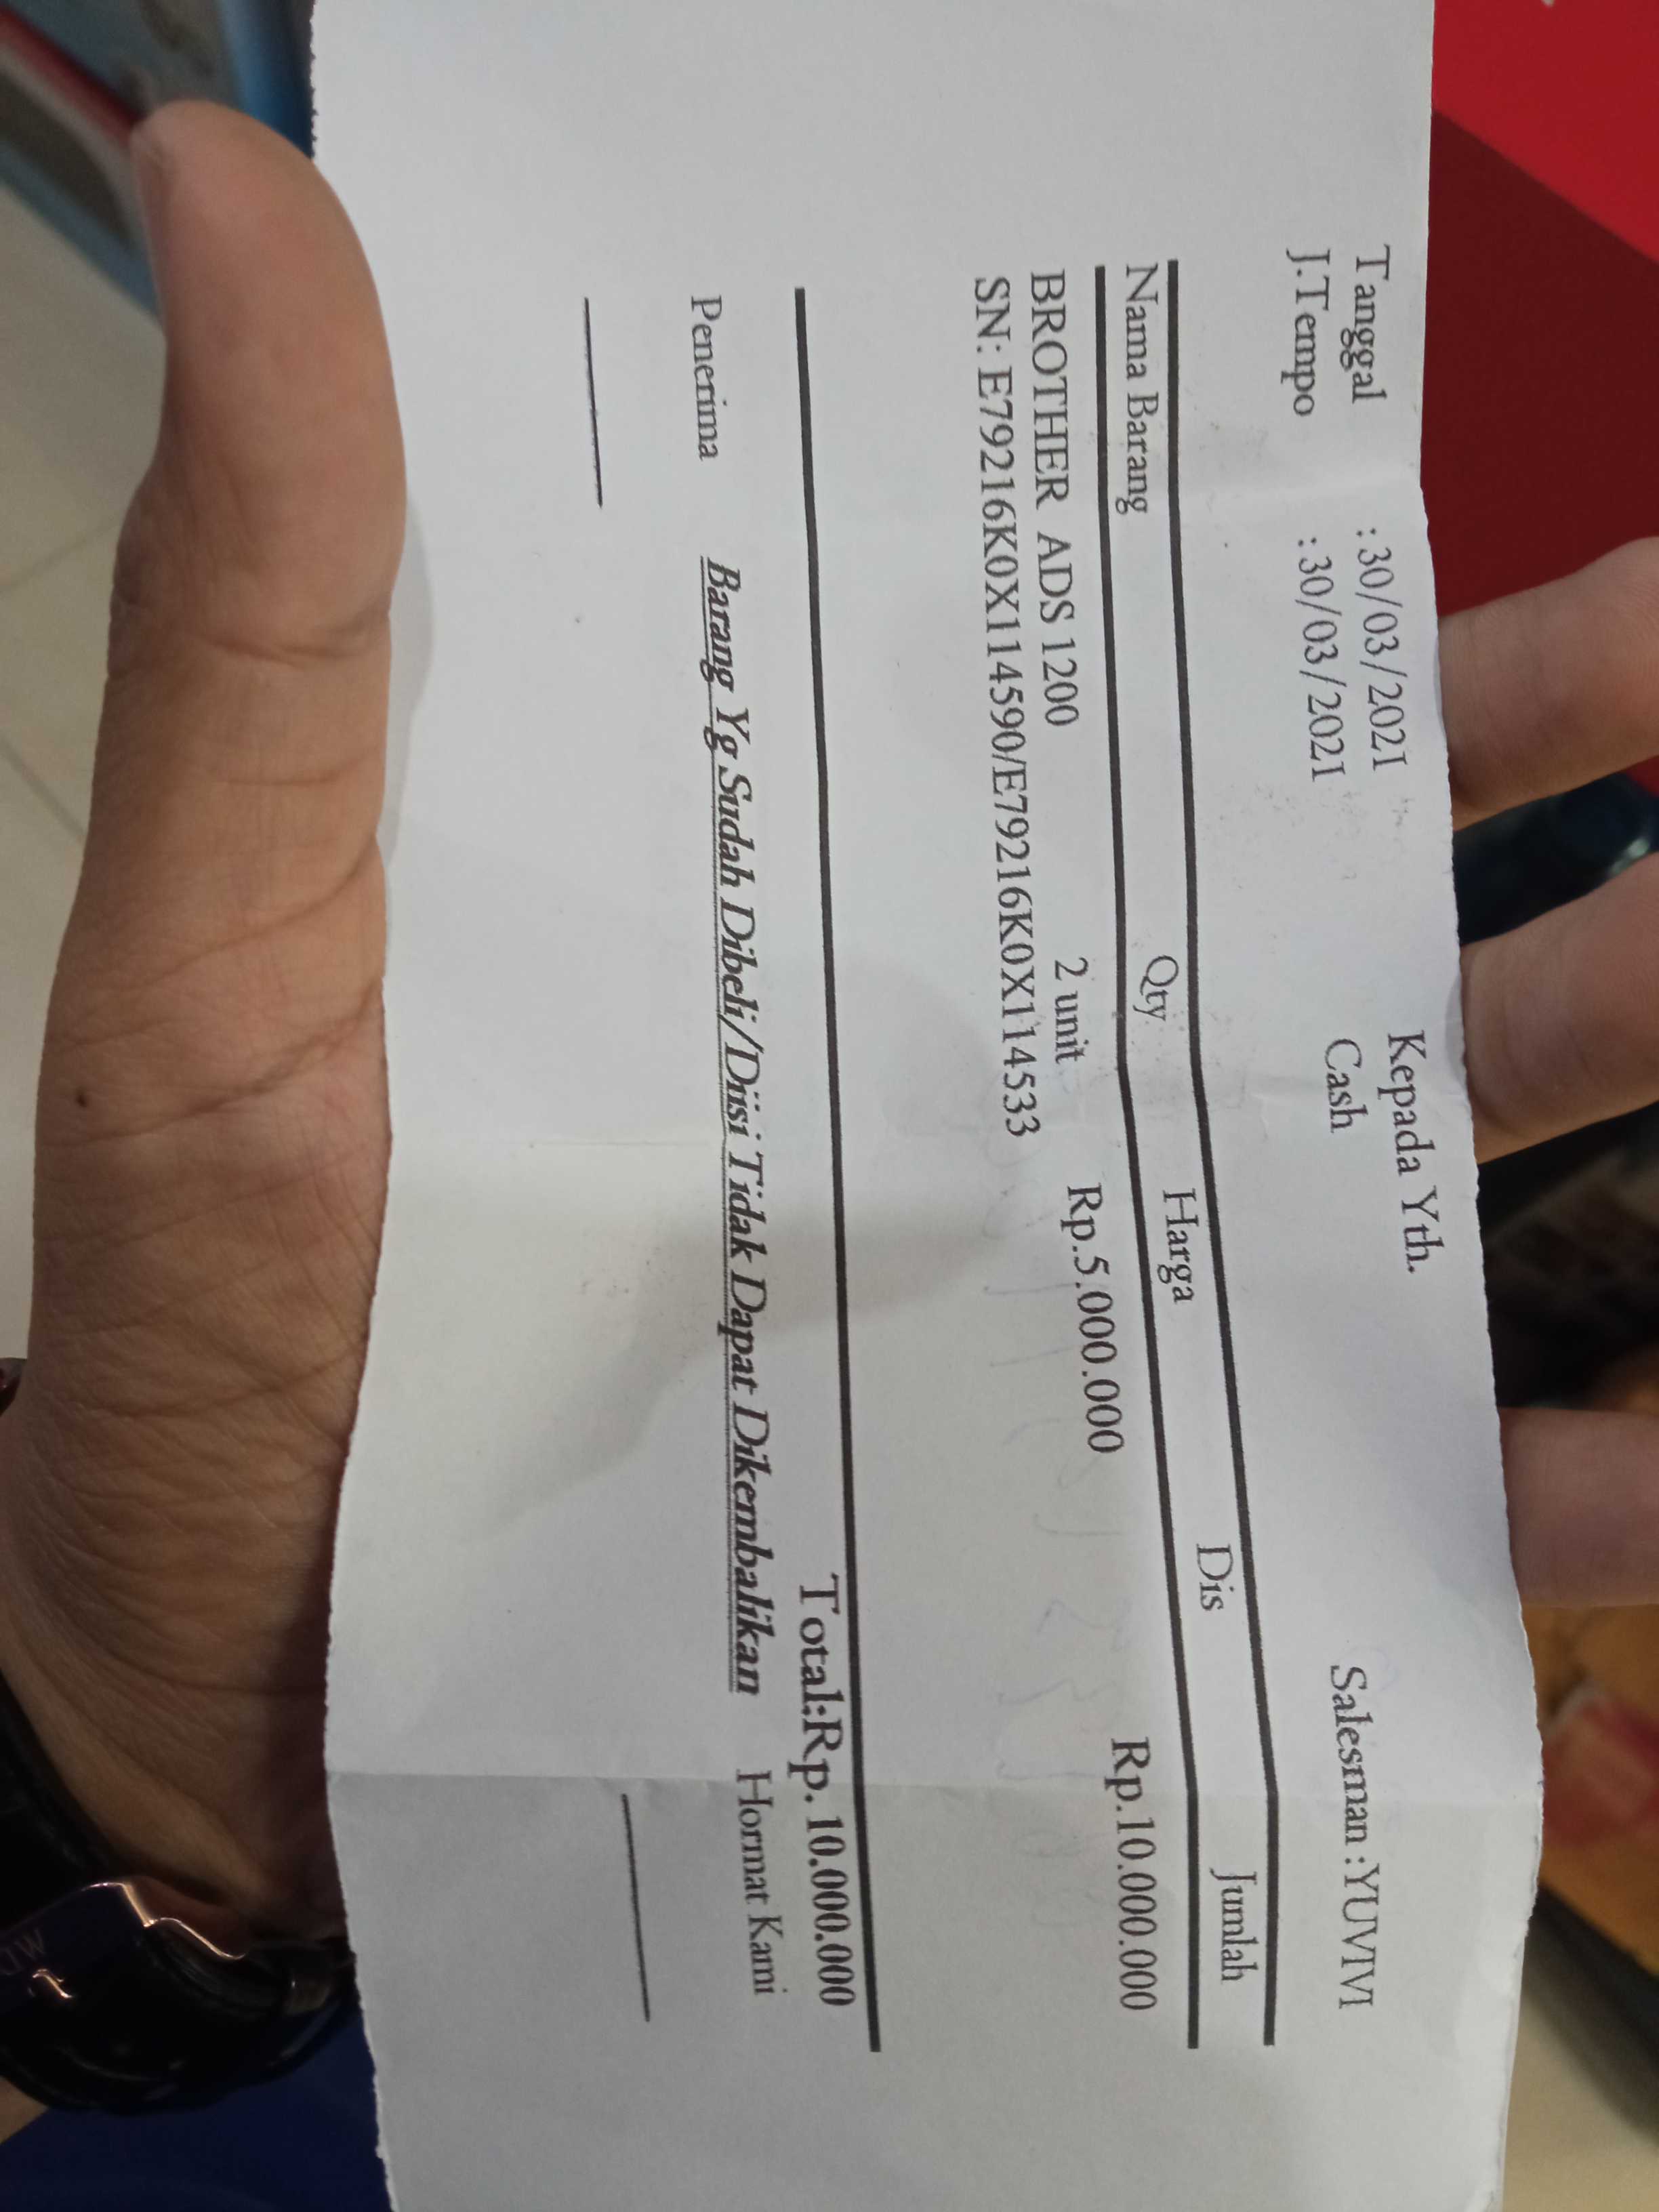 Tanggal : 30/03/2021 Kepada Yth. Salesman : YUVIVI
J.Tempo : 30/03/2021 Cash
Nama Barang Qty Harga Dis Jumlah
BROTHER ADS 1200 2 unit Rp.5.000.000 Rp.10.000.000
SN: E79216K0X114590/E79216K0X114533
Total:Rp. 10.000.000
Penerima Barang Yg Sudah Dibeli/Diisi Tidak Dapat Dikembalikan Hormat Kami